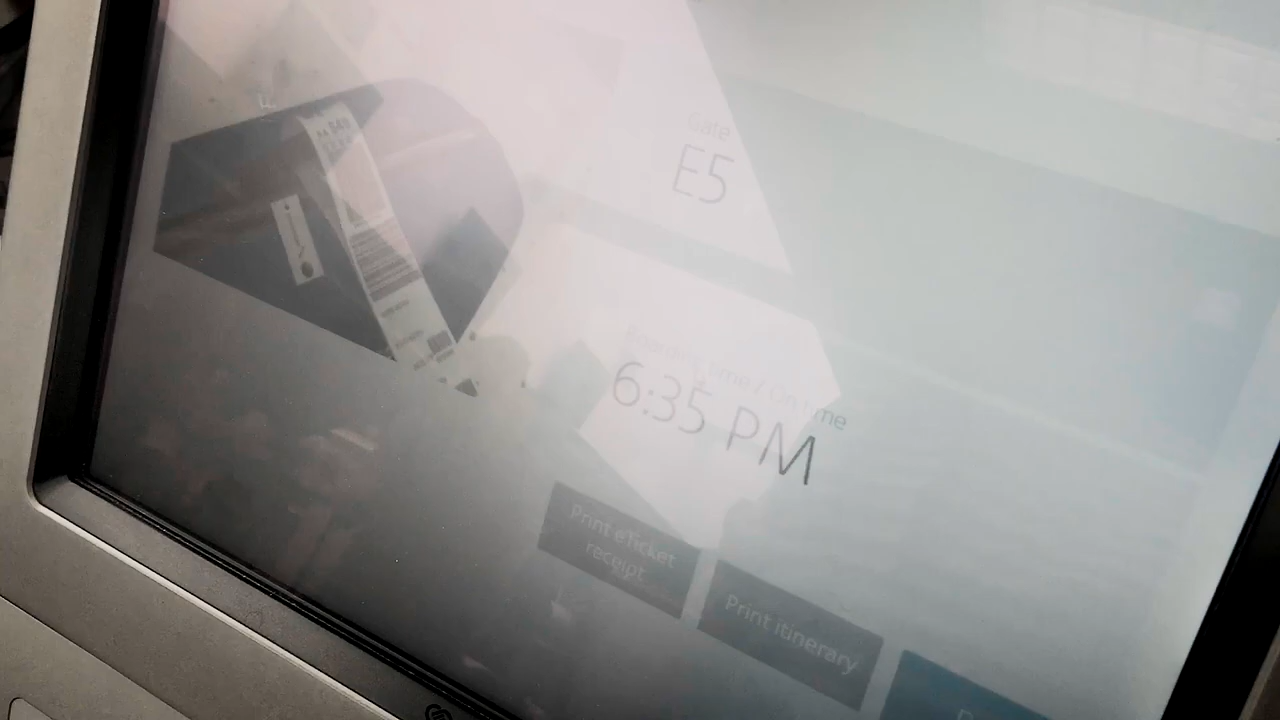 Gate
E5
Boarding time / On time
6:35 PM
Print eTicket
receipt
Print itinerary